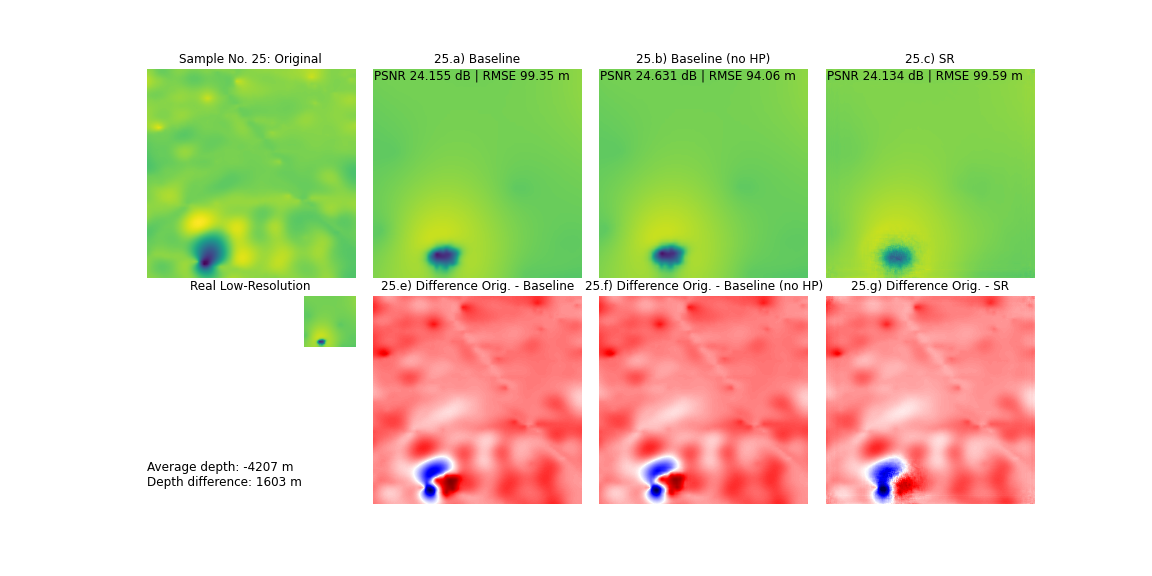 Sample No. 25: Original
25.a) Baseline
25.b) Baseline (no HP)
25.c) SR
PSNR 24.155 dB | RMSE 99.35 m
PSNR 24.631 dB | RMSE 94.06 m
PSNR 24.134 dB | RMSE 99.59 m
Real Low-Resolution
25.e) Difference Orig. - Baseline
25.f) Difference Orig. - Baseline (no HP)
25.g) Difference Orig. - SR
Average depth: -4207 m
Depth difference: 1603 m